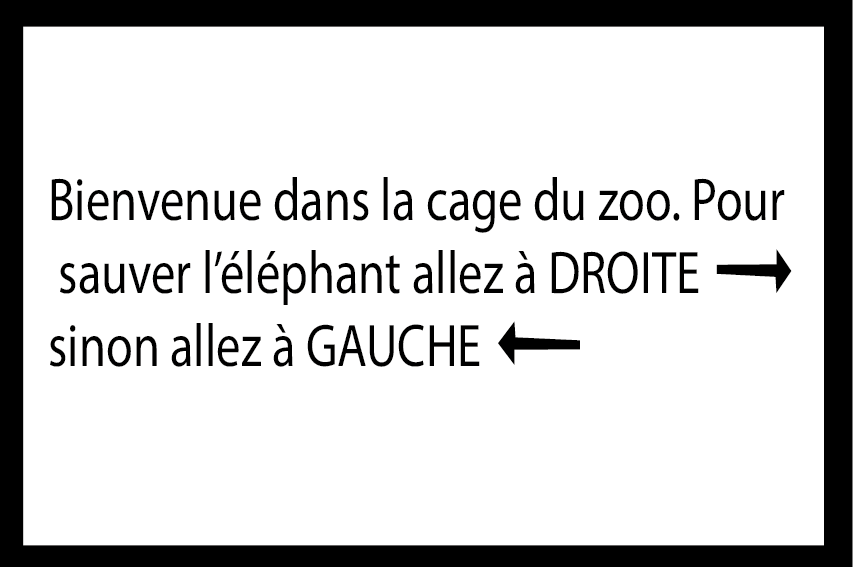 Bienvenue dans la cage du zoo. Pour
sauver l’éléphant allez à DROITE →
sinon allez à GAUCHE ←